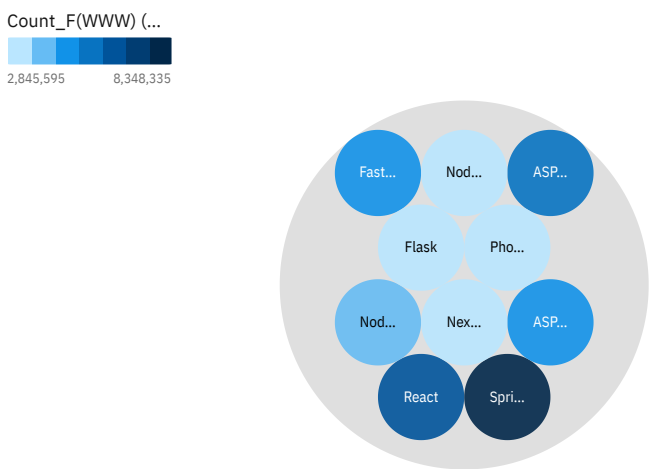 Count_F(WWW) (...
2,845,595 8,348,335
Fast... Nod... ASP...
Flask Pho...
Nod... Nex... ASP...
React Spri...